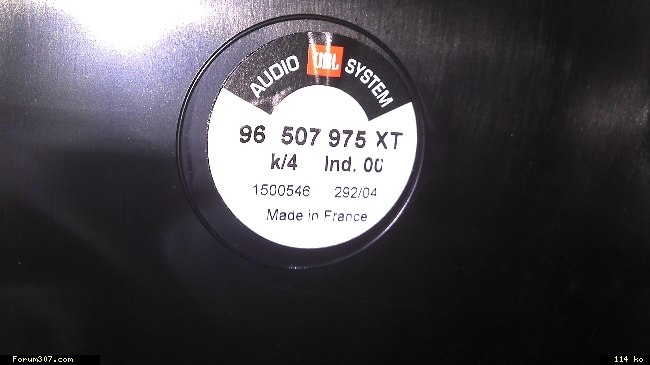 AUDIO JBL SYSTEM
96 507 975 XT
k/4 Ind. 00
1500546 292/04
Made in France
Forum307.com
114 ko